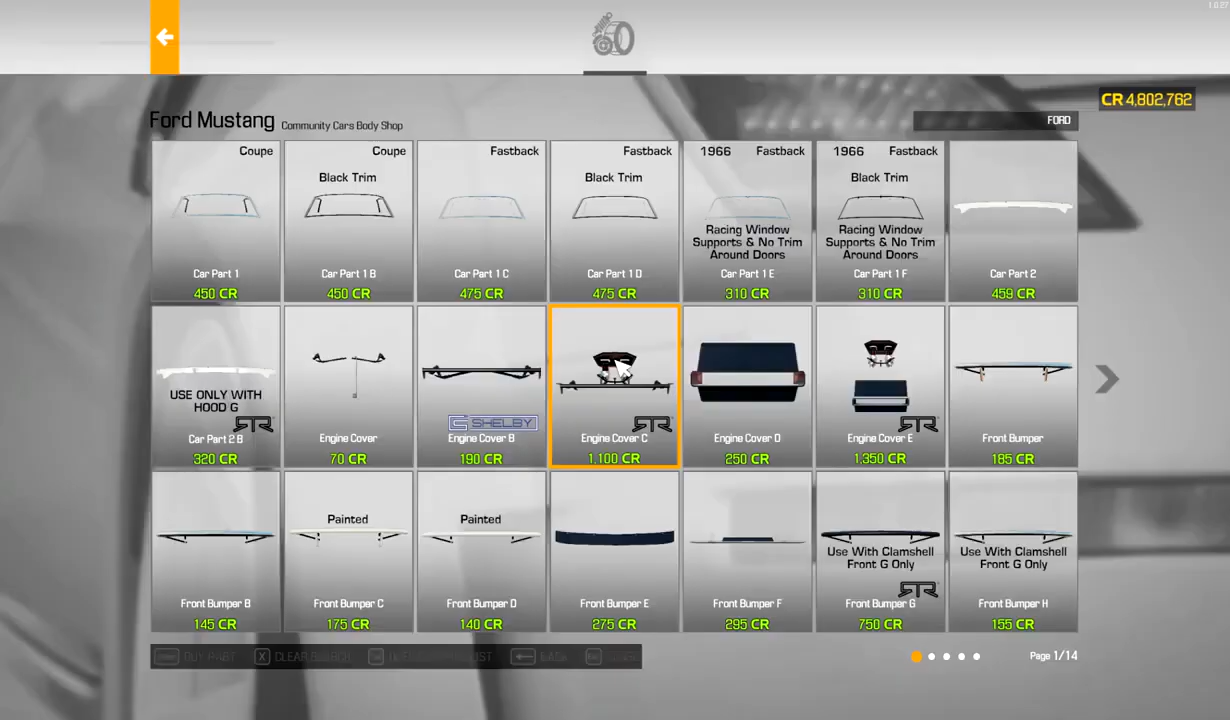 1.6.27
CR 4,802,762
Ford Mustang Community Cars Body Shop
FORD
Coupe
Car Part 1
450 CR
Coupe
Black Trim
Car Part 1 B
450 CR
Fastback
Car Part 1 C
475 CR
Fastback
Black Trim
Car Part 1 D
475 CR
1966 Fastback
Racing Window
Supports & No Trim
Around Doors
Car Part 1 E
310 CR
1966 Fastback
Black Trim
Racing Window
Supports & No Trim
Around Doors
Car Part 1 F
310 CR
Car Part 2
459 CR
USE ONLY WITH
HOOD G
RTR
Car Part 2 B
320 CR
Engine Cover
70 CR
SHELBY
Engine Cover B
190 CR
RTR
Engine Cover C
1,100 CR
Engine Cover D
250 CR
RTR
Engine Cover E
1,350 CR
Front Bumper
185 CR
Front Bumper B
145 CR
Painted
Front Bumper C
175 CR
Painted
Front Bumper D
140 CR
Front Bumper E
275 CR
Front Bumper F
295 CR
Use With Clamshell
Front G Only
RTR
Front Bumper G
750 CR
Use With Clamshell
Front G Only
Front Bumper H
155 CR
BUY PART X CLEAR SEARCH BACK
Page 1/14